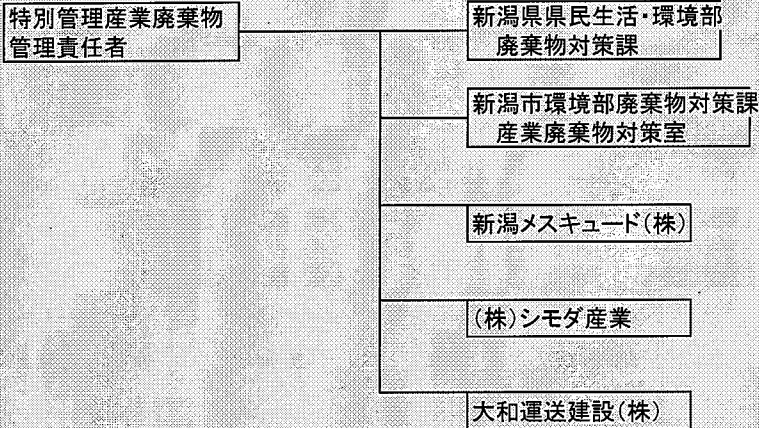 特別管理産業廃棄物
管理責任者
新潟県県民生活・環境部
廃棄物対策課
新潟市環境部廃棄物対策課
産業廃棄物対策室
新潟メスキュード(株)
(株)シモダ産業
大和運送建設(株)